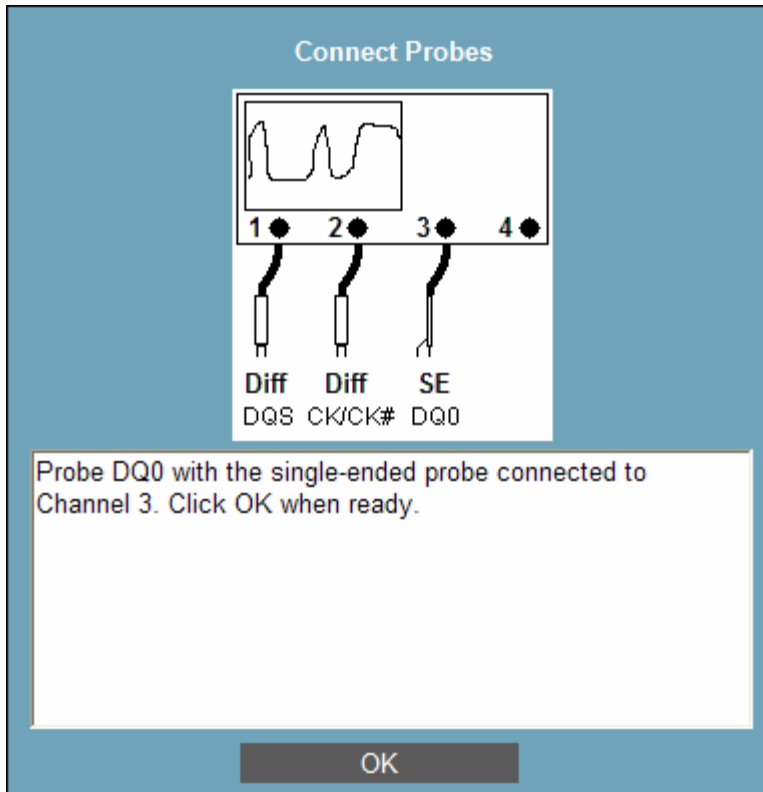 Connect Probes
1 2 3 4
Diff Diff SE
DQS CK/CK# DQ0
Probe DQ0 with the single-ended probe connected to
Channel 3. Click OK when ready.
OK